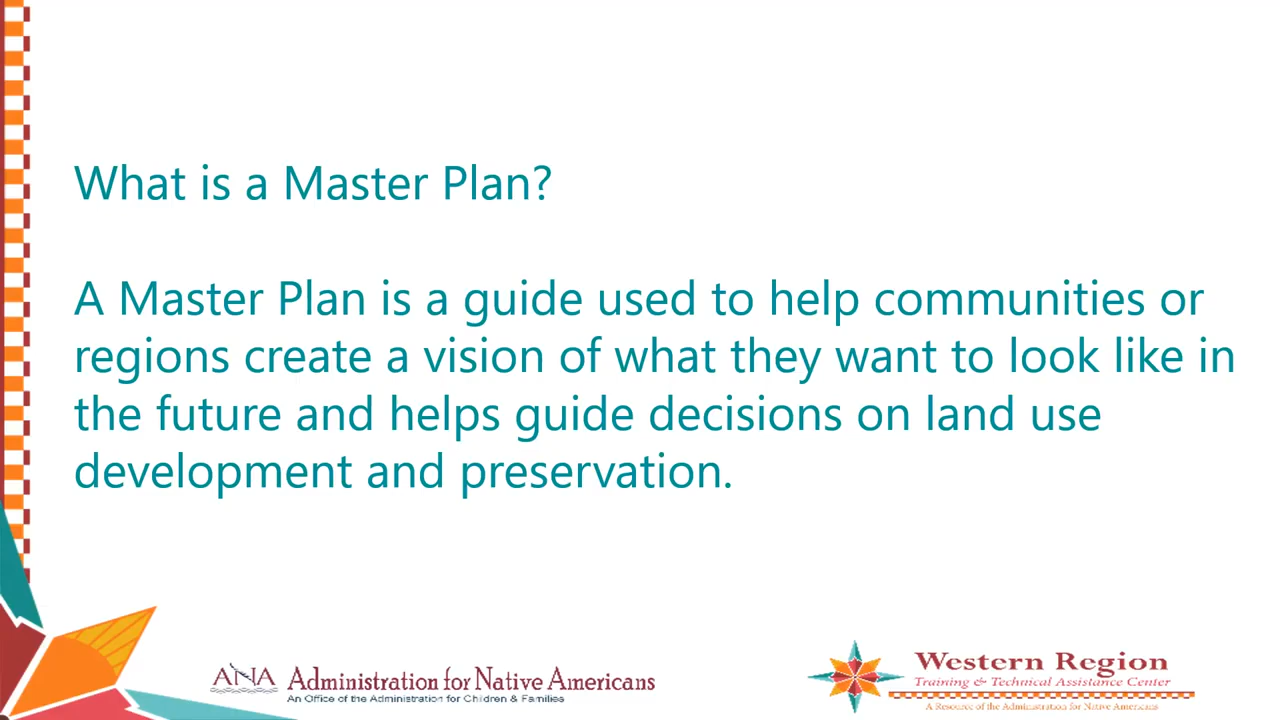 What is a Master Plan?
A Master Plan is a guide used to help communities or
regions create a vision of what they want to look like in
the future and helps guide decisions on land use
development and preservation.
ANA Administration for Native Americans
An Office of the Administration for Children & Families
Western Region
Training & Technical Assistance Center
A Resource of the Administration for Native Americans